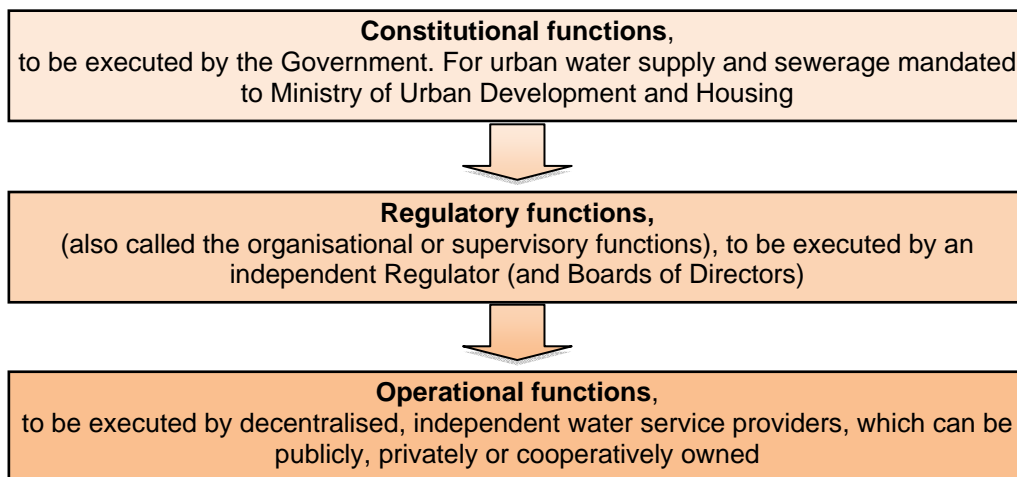 Constitutional functions,
to be executed by the Government. For urban water supply and sewerage mandated
to Ministry of Urban Development and Housing
Regulatory functions,
(also called the organisational or supervisory functions), to be executed by an
independent Regulator (and Boards of Directors)
Operational functions,
to be executed by decentralised, independent water service providers, which can be
publicly, privately or cooperatively owned